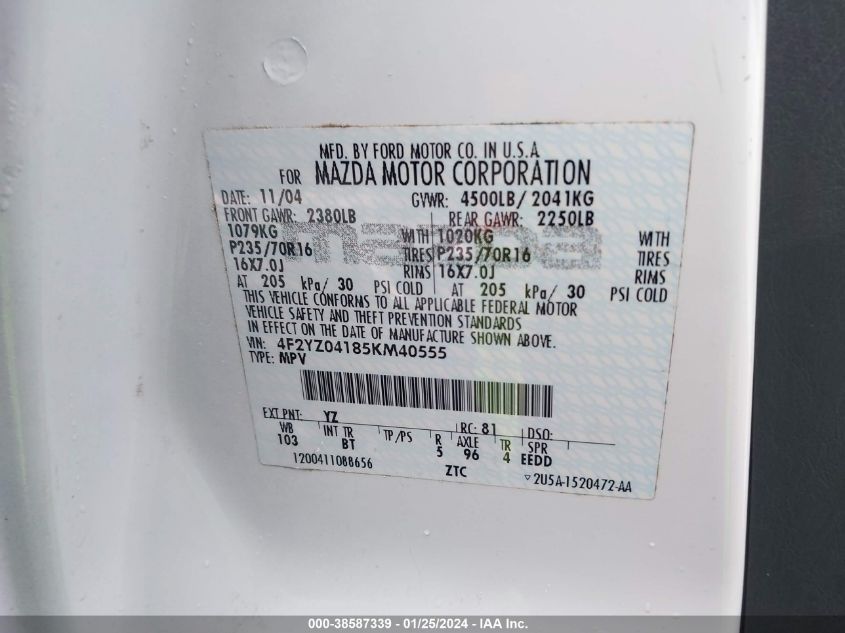 MFD. BY FORD MOTOR CO. IN U.S.A
FOR MAZDA MOTOR CORPORATION
DATE: 11/04 GVWR: 4500LB/ 2041KG
FRONT GAWR: 2380LB REAR GAWR: 2250LB
1079KG WITH 1020KG WITH
P235/70R16 TIRES P235/70R16 TIRES
16X7.0J RIMS 16X7.0J RIMS
AT 205 kPa/ 30 PSI COLD AT 205 kPa/ 30 PSI COLD
THIS VEHICLE CONFORMS TO ALL APPLICABLE FEDERAL MOTOR
VEHICLE SAFETY AND THEFT PREVENTION STANDARDS
IN EFFECT ON THE DATE OF MANUFACTURE SHOWN ABOVE.
VIN: 4F2YZ04185KM40555
TYPE: MPV
mazda
EXT PNT: YZ RC: 81 DSO:
WB INT TR TP/PS R AXLE TR SPR
103 BT 5 96 4 EEDD
1200411088656 ZTC ▽2U5A-1520472-AA
000-38587339 - 01/25/2024 - IAA Inc.